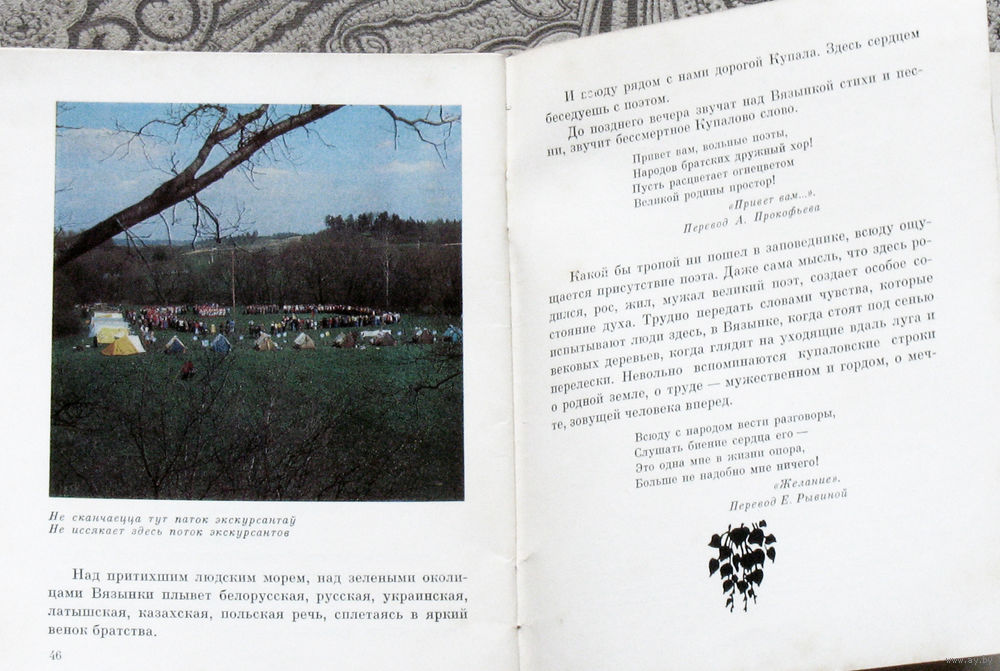 Не сканчаецца тут паток экскурсантаў
Не иссякает здесь поток экскурсантов
Над притихшим людским морем, над зелеными околи-
цами Вязынки плывет белорусская, русская, украинская,
латышская, казахская, польская речь, сплетаясь в яркий
венок братства.
46
И всюду рядом с нами дорогой Купала. Здесь сердцем
беседуешь с поэтом.
До позднего вечера звучат над Вязынкой стихи и пес-
ни, звучит бессмертное Купалово слово.
Привет вам, вольные поэты,
Народов братских дружный хор!
Пусть расцветает огнецветом
Великой родины простор!
«Привет вам...».
Перевод А. Прокофьева
Какой бы тропой ни пошел в заповеднике, всюду ощу-
щается присутствие поэта. Даже сама мысль, что здесь ро-
дился, рос, жил, мужал великий поэт, создает особое со-
стояние духа. Трудно передать словами чувства, которые
испытывают люди здесь, в Вязынке, когда стоят под сенью
вековых деревьев, когда глядят на уходящие вдаль луга и
перелески. Невольно вспоминаются купаловские строки
о родной земле, о труде — мужественном и гордом, о меч-
те, зовущей человека вперед.
Всюду с народом вести разговоры,
Слушать биение сердца его —
Это одна мне в жизни опора,
Больше не надобно мне ничего!
«Желание».
Перевод Е. Рывиной
www.ay.by